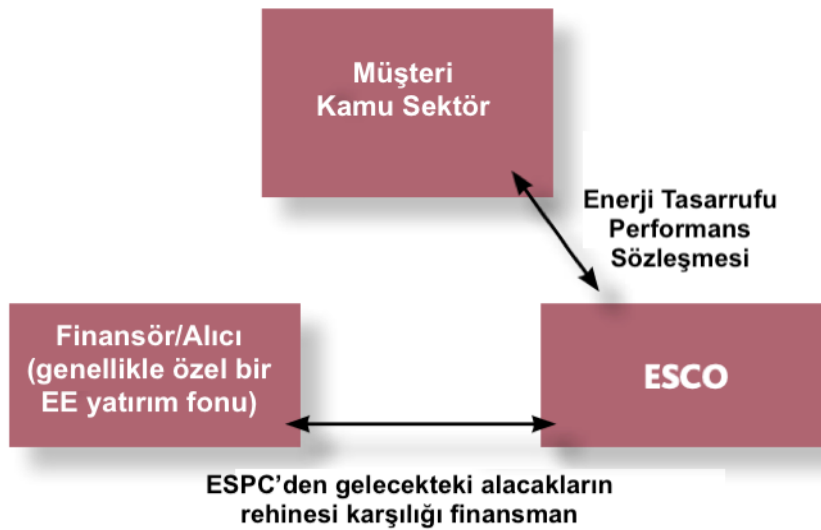 Müşteri
Kamu Sektör
Enerji Tasarrufu
Performans
Sözleşmesi
Finansör/Alıcı
(genellikle özel bir
EE yatırım fonu)
ESCO
ESPC’den gelecekteki alacakların
rehinesi karşılığı finansman